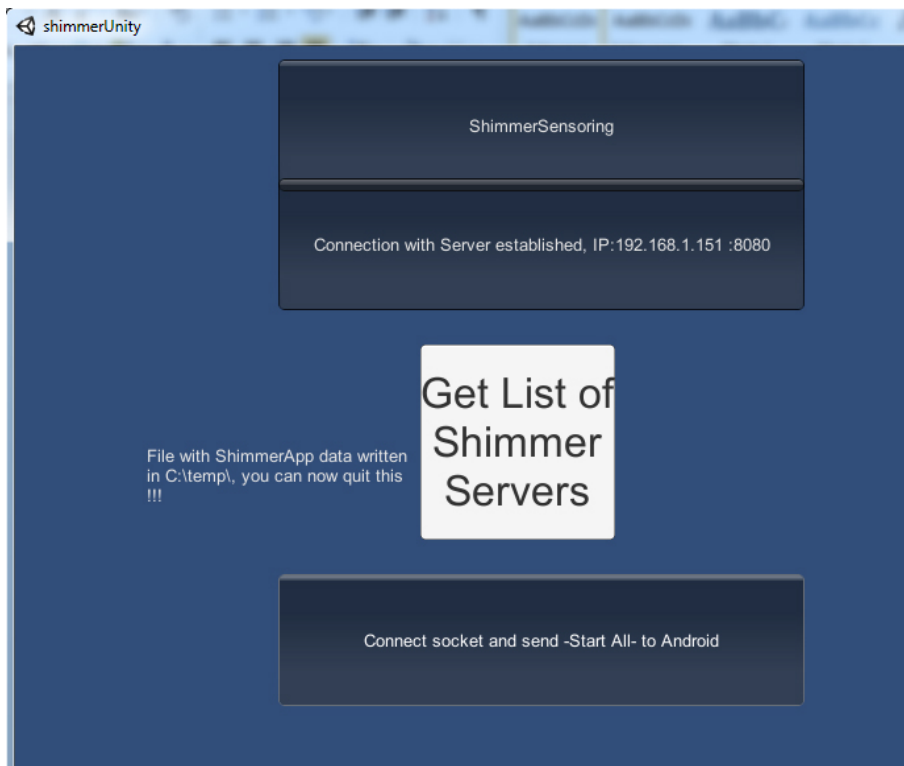 shimmerUnity
ShimmerSensoring
Connection with Server established, IP:192.168.1.151 :8080
Get List of
Shimmer
Servers
File with ShimmerApp data written
in C:\temp\, you can now quit this
!!!
Connect socket and send -Start All- to Android